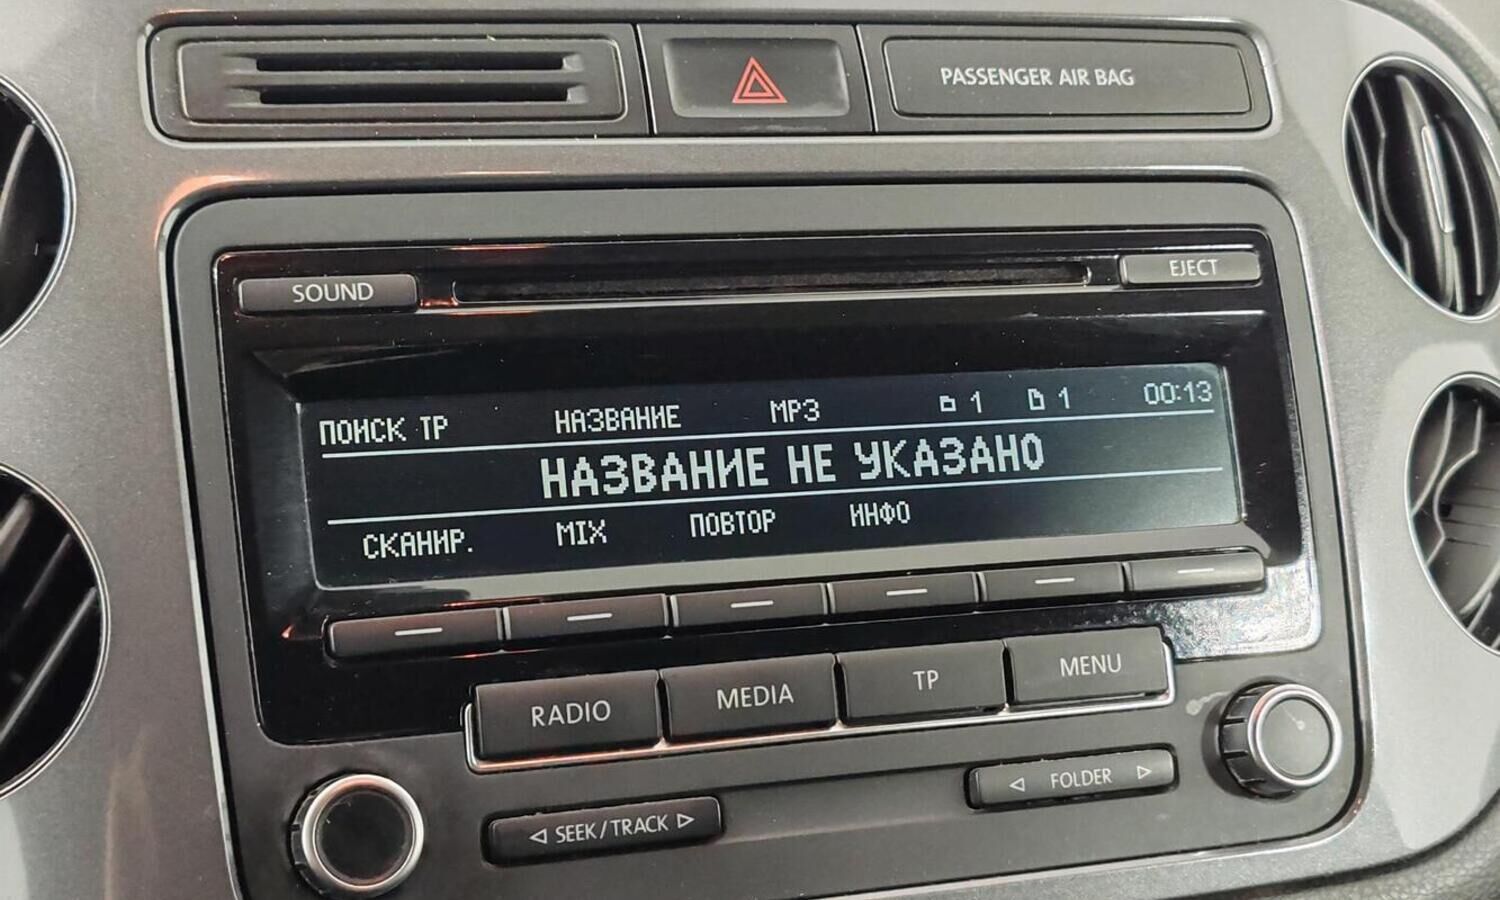 PASSENGER AIR BAG
SOUND
EJECT
ПОИСК TP НАЗВАНИЕ MP3 1 1 00:13
НАЗВАНИЕ НЕ УКАЗАНО
СКАНИР. MIX ПОВТОР ИНФО
RADIO MEDIA TP MENU
SEEK/TRACK
FOLDER